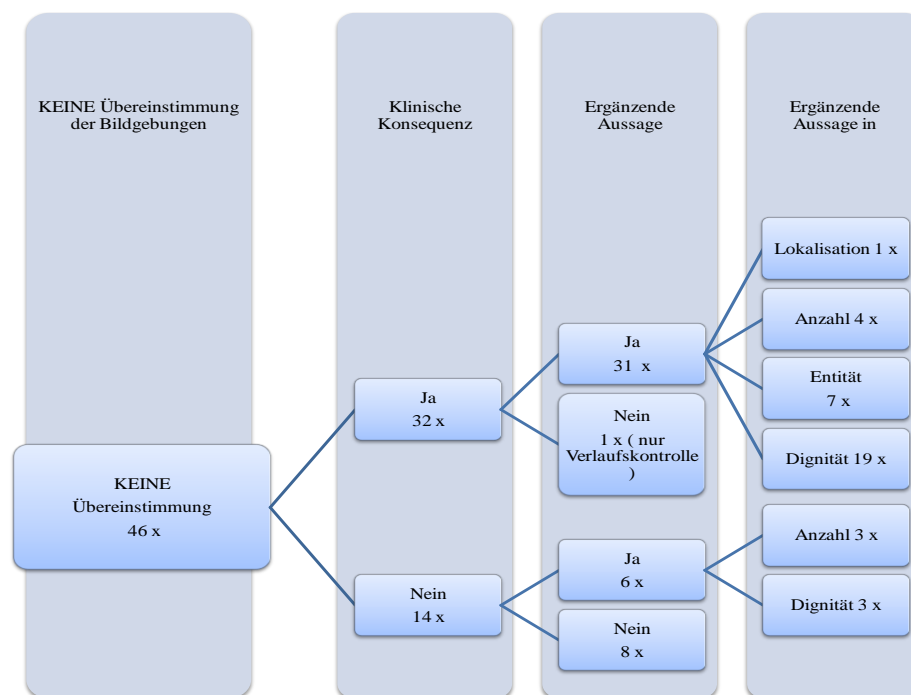 KEINE Übereinstimmung
der Bildgebungen
Klinische
Konsequenz
Ergänzende
Aussage
Ergänzende
Aussage in
KEINE
Übereinstimmung
46 x
Ja
32 x
Nein
14 x
Ja
31 x
Nein
1 x ( nur
Verlaufskontrolle
)
Ja
6 x
Nein
8 x
Lokalisation 1 x
Anzahl 4 x
Entität
7 x
Dignität 19 x
Anzahl 3 x
Dignität 3 x